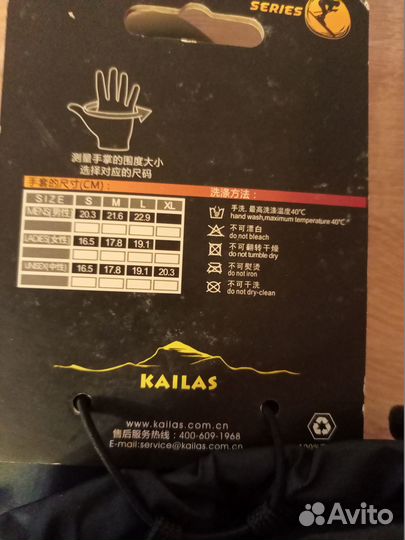 SERIES
测量手掌的围度大小
选择对应的尺码
手套的尺寸(CM):
SIZE S M L XL
MENS(男性) 20.3 21.6 22.9
LADIES(女性) 16.5 17.8 19.1
UNISEX(中性) 16.5 17.8 19.1 20.3
洗涤方法:
手洗,最高洗涤温度40℃
hand wash,maximum temperature 40℃
不可漂白
do not bleach
不可翻转干燥
do not tumble dry
不可熨烫
do not iron
不可干洗
do not dry-clean
KAILAS
www.kailas.com.cn
售后服务热线:400-609-1968
E-mail:service@kailas.com.cn
100%
Avito